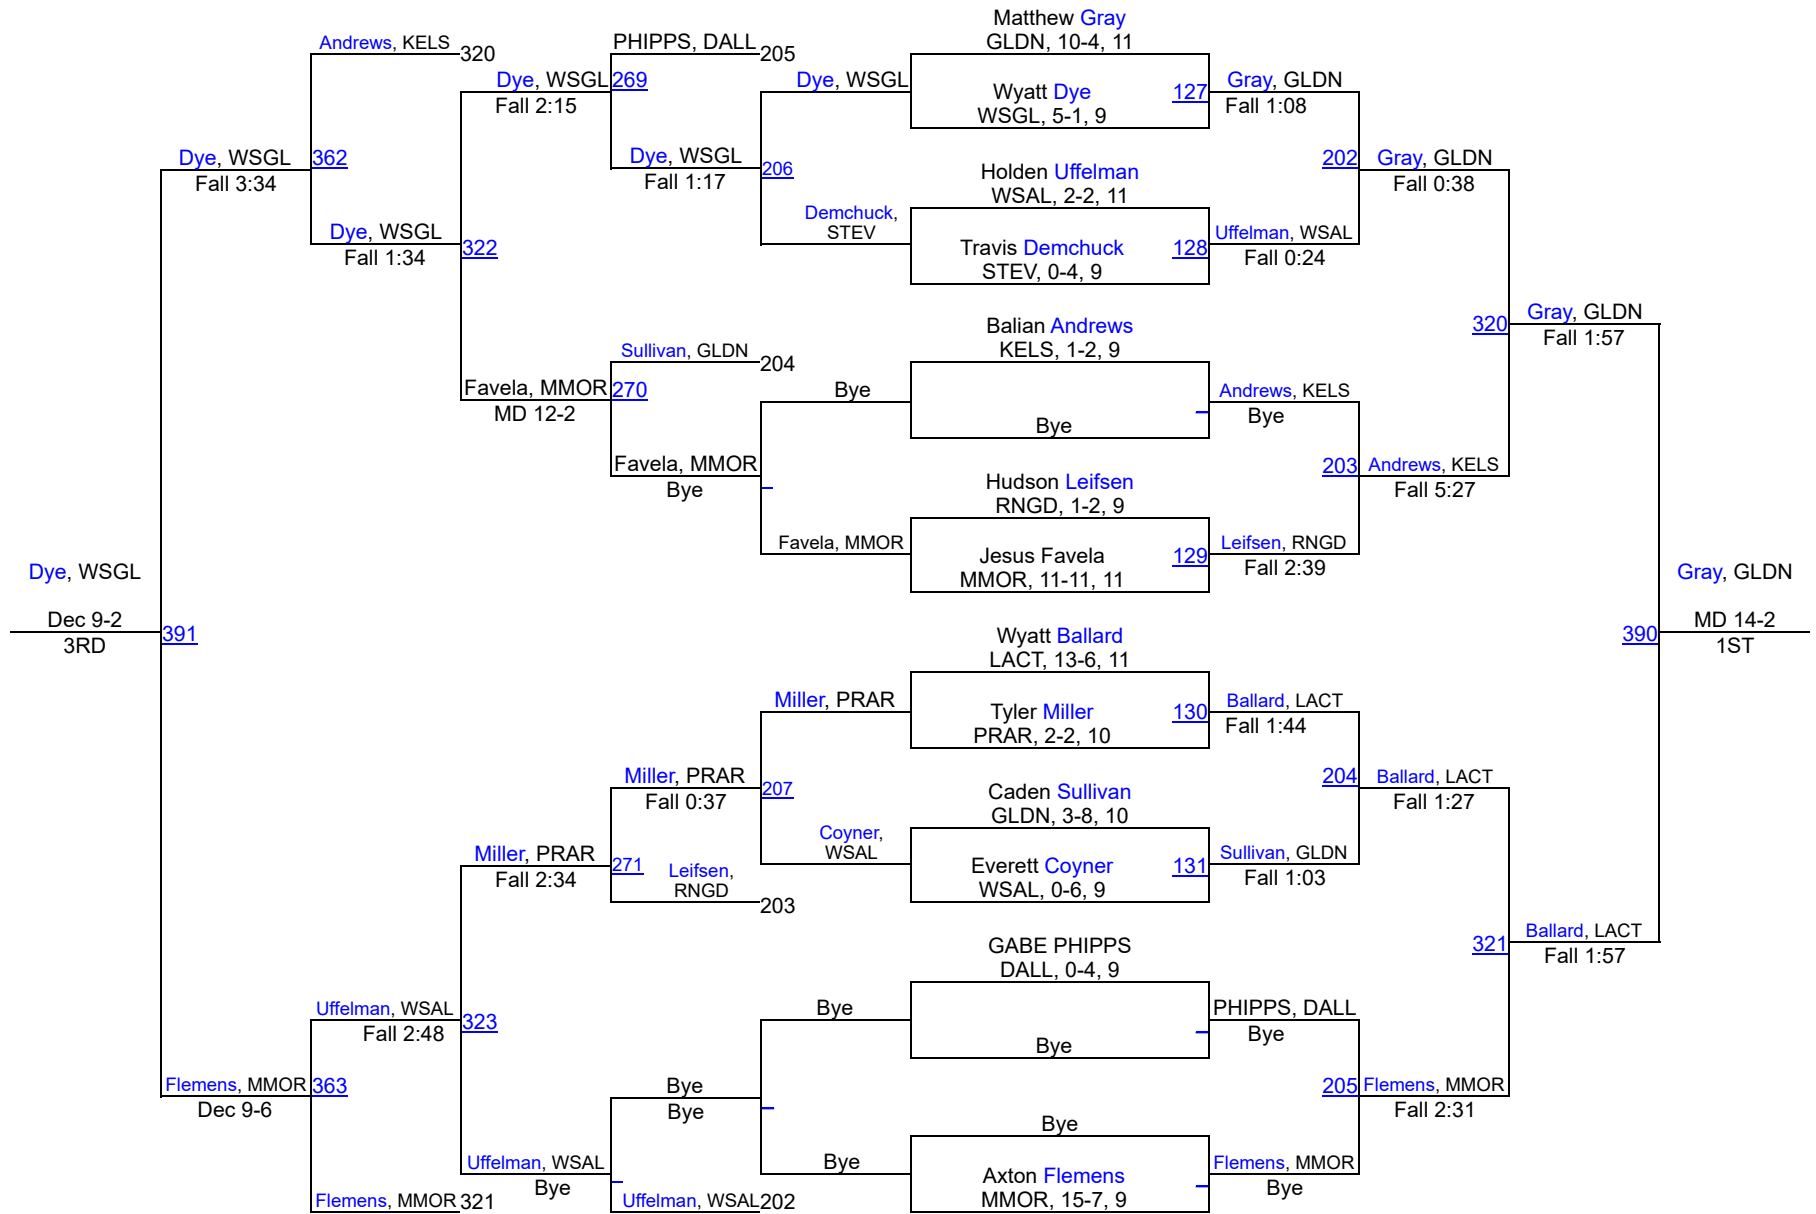 Matthew Gray
GLDN, 10-4, 11
Andrews, KELS
320
PHIPPS, DALL
205
Dye, WSGL
269
Fall 2:15
Dye, WSGL
Wyatt Dye
WSGL, 5-1, 9
127
Gray, GLDN
Fall 1:08
Dye, WSGL
362
Fall 3:34
Dye, WSGL
Fall 1:17
206
Holden Uffelman
WSAL, 2-2, 11
202
Gray, GLDN
Fall 0:38
Dye, WSGL
Fall 1:34
322
Demchuck,
STEV
Travis Demchuck
STEV, 0-4, 9
128
Uffelman, WSAL
Fall 0:24
Balian Andrews
KELS, 1-2, 9
320
Gray, GLDN
Fall 1:57
Sullivan, GLDN
204
Favela, MMOR
270
MD 12-2
Bye
Bye
Andrews, KELS
Bye
Favela, MMOR
Bye
Hudson Leifsen
RNGD, 1-2, 9
203
Andrews, KELS
Fall 5:27
Favela, MMOR
Jesus Favela
MMOR, 11-11, 11
129
Leifsen, RNGD
Fall 2:39
Dye, WSGL
Dec 9-2
3RD
391
Gray, GLDN
390
MD 14-2
1ST
Wyatt Ballard
LACT, 13-6, 11
Miller, PRAR
Tyler Miller
PRAR, 2-2, 10
130
Ballard, LACT
Fall 1:44
Miller, PRAR
Fall 0:37
207
Caden Sullivan
GLDN, 3-8, 10
204
Ballard, LACT
Fall 1:27
Miller, PRAR
Fall 2:34
271
Leifsen,
RNGD
203
Coyner,
WSAL
Everett Coyner
WSAL, 0-6, 9
131
Sullivan, GLDN
Fall 1:03
GABE PHIPPS
DALL, 0-4, 9
321
Ballard, LACT
Fall 1:57
Uffelman, WSAL
Fall 2:48
323
Bye
Bye
PHIPPS, DALL
Bye
Flemens, MMOR
363
Dec 9-6
Bye
Bye
Bye
205
Flemens, MMOR
Fall 2:31
Uffelman, WSAL
Bye
Bye
Axton Flemens
MMOR, 15-7, 9
Flemens, MMOR
Bye
Flemens, MMOR
321
Uffelman, WSAL
202